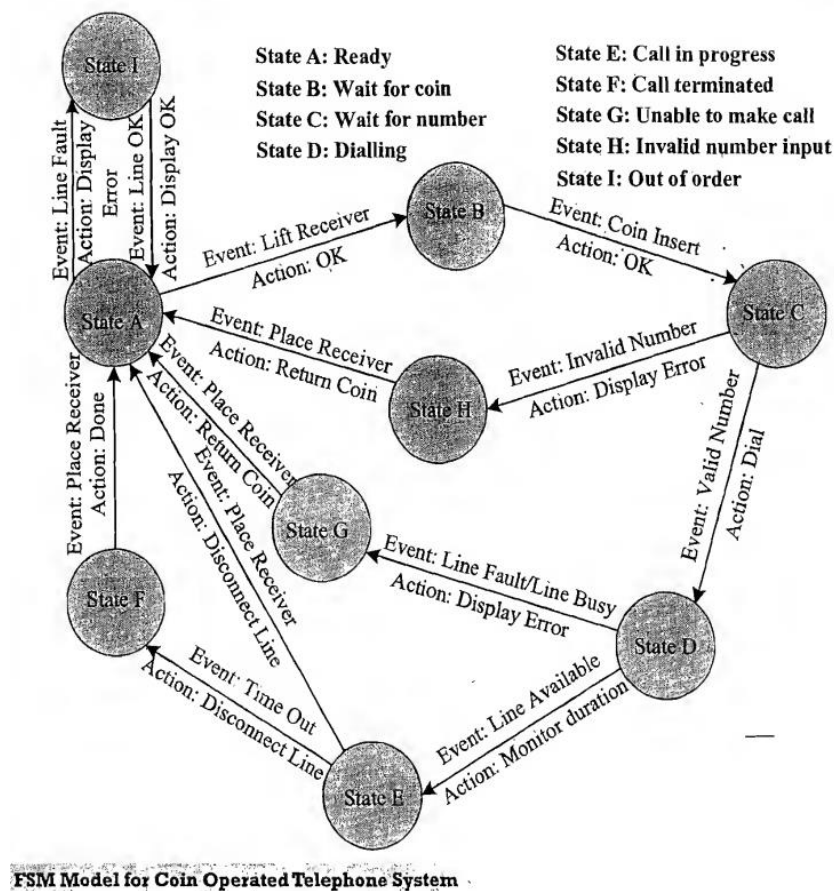 State I
State A: Ready
State B: Wait for coin
State C: Wait for number
State D: Dialling
State E: Call in progress
State F: Call terminated
State G: Unable to make call
State H: Invalid number input
State I: Out of order
Event: Line Fault
Action: Display
Error
Event: Line OK
Action: Display OK
State B
Event: Lift Receiver
Action: OK
Event: Coin Insert
Action: OK
State A
State C
Event: Place Receiver
Action: Return Coin
Event: Invalid Number
Action: Display Error
State H
Event: Place Receiver
Action: Return Coin
Event: Place Receiver
Action: Disconnect Line
Event: Place Receiver
Action: Done
Event: Valid Number
Action: Dial
State G
Event: Line Fault/Line Busy
Action: Display Error
State F
State D
Event: Time Out
Action: Disconnect Line
Event: Line Available
Action: Monitor duration
State E
FSM Model for Coin Operated Telephone System